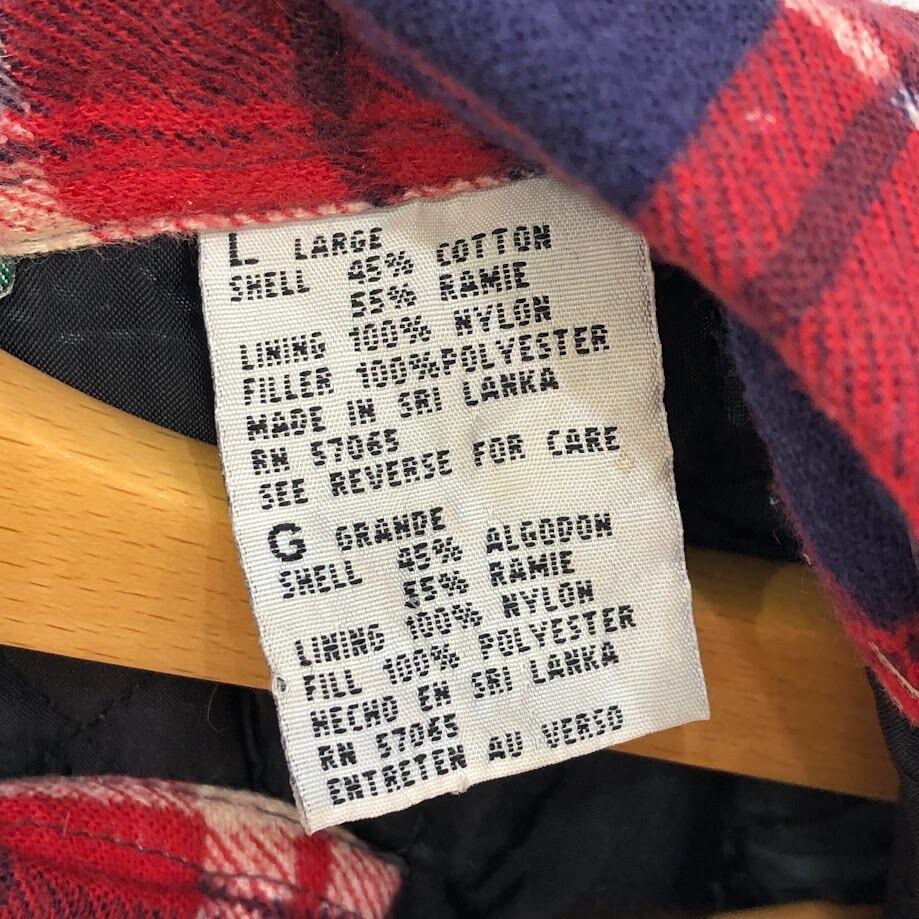 L LARGE
SHELL 45% COTTON
55% RAMIE
LINING 100% NYLON
FILLER 100%POLYESTER
MADE IN SRI LANKA
RN 57065
SEE REVERSE FOR CARE
G GRANDE
SHELL 45% ALGODON
55% RAMIE
LINING 100% NYLON
FILL 100% POLYESTER
HECHO EN SRI LANKA
RN 57065
ENTRETEN AU VERSO